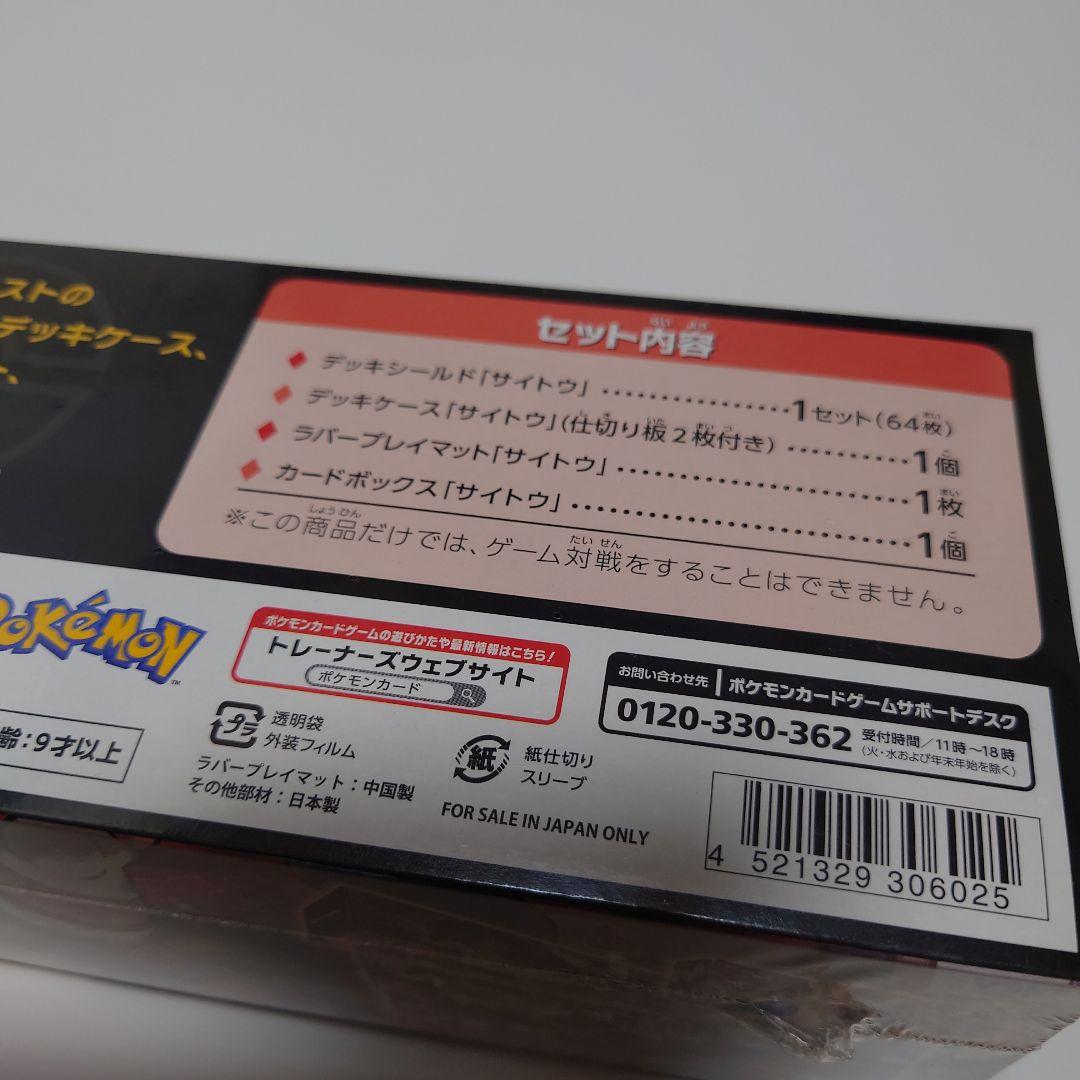 ストの
デッキケース、
セット内容
◆ デッキシールド「サイトウ」 ................1セット(64枚)
◆ デッキケース「サイトウ」(仕切り板2枚付き) ..........1個
◆ ラバープレイマット「サイトウ」 ....................1枚
◆ カードボックス「サイトウ」 .......................1個
※この商品だけでは、ゲーム対戦をすることはできません。
POKéMON
TM
齢:9才以上
ポケモンカードゲームの遊びかたや最新情報はこちら!
トレーナーズウェブサイト
ポケモンカード
お問い合わせ先 | ポケモンカードゲームサポートデスク
0120-330-362 受付時間/11時~18時
(火・水および年末年始を除く)
プラ 透明袋
外装フィルム
紙 紙仕切り
スリーブ
ラバープレイマット:中国製
その他部材:日本製
FOR SALE IN JAPAN ONLY
4 521329 306025